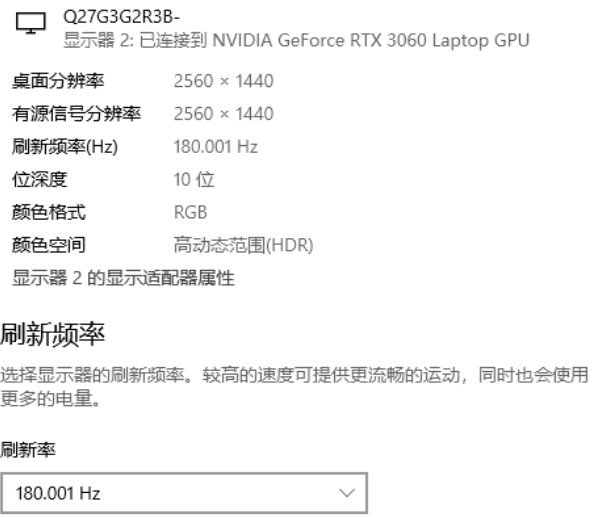 Q27G3G2R3B-
显示器 2: 已连接到 NVIDIA GeForce RTX 3060 Laptop GPU
桌面分辨率 2560 × 1440
有源信号分辨率 2560 × 1440
刷新频率(Hz) 180.001 Hz
位深度 10 位
颜色格式 RGB
颜色空间 高动态范围(HDR)
显示器 2 的显示适配器属性
刷新频率
选择显示器的刷新频率。较高的速度可提供更流畅的运动，同时也会使用
更多的电量。
刷新率
180.001 Hz